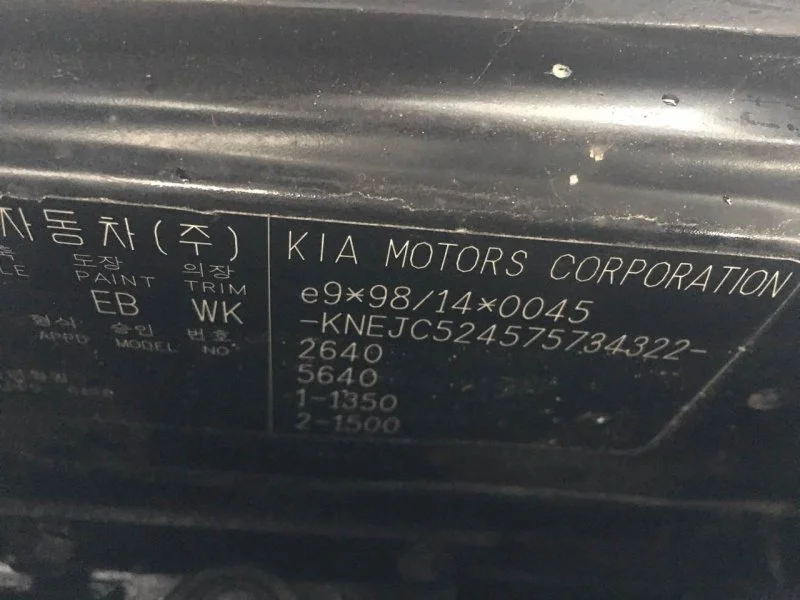 자동차(주)
도장 의장
LE PAINT TRIM
EB WK
형식 승인 번호
APPD MODEL NO
KIA MOTORS CORPORATION
e9*98/14*0045
-KNEJC524575734322-
2640
5640
1-1350
2-1500